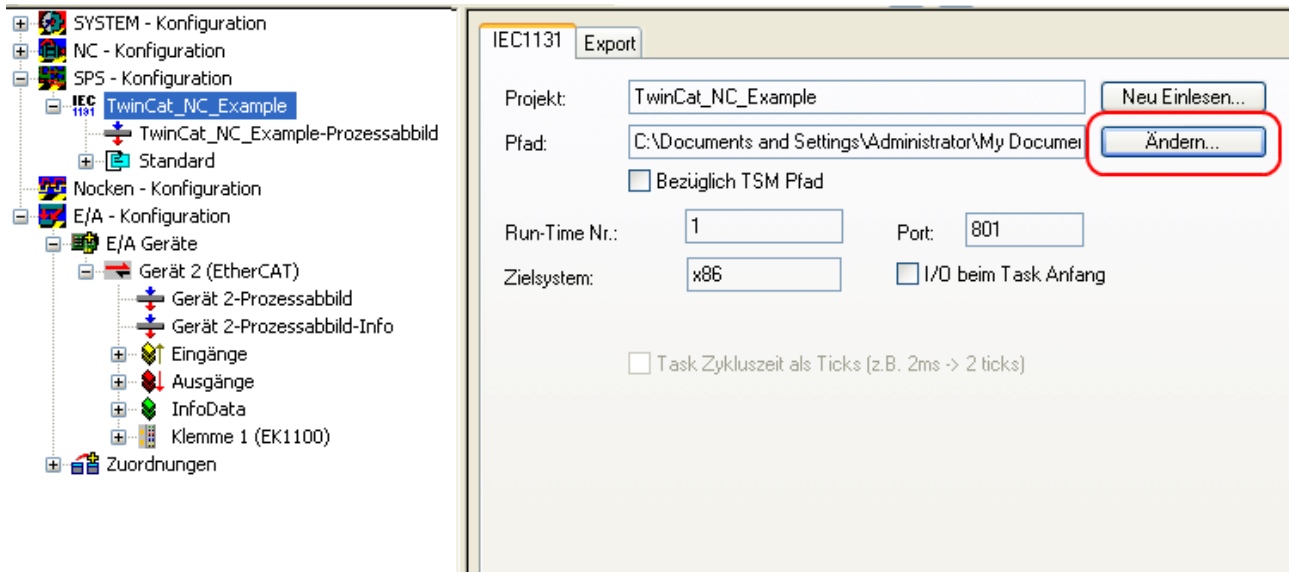 SYSTEM - Konfiguration
NC - Konfiguration
SPS - Konfiguration
IEC 1131 TwinCat_NC_Example
TwinCat_NC_Example-Prozessabbild
Standard
Nocken - Konfiguration
E/A - Konfiguration
E/A Geräte
Gerät 2 (EtherCAT)
Gerät 2-Prozessabbild
Gerät 2-Prozessabbild-Info
Eingänge
Ausgänge
InfoData
Klemme 1 (EK1100)
Zuordnungen
IEC1131 Export
Projekt: TwinCat_NC_Example Neu Einlesen...
Pfad: C:\Documents and Settings\Administrator\My Documer Ändern...
Bezüglich TSM Pfad
Run-Time Nr.: 1 Port: 801
Zielsystem: x86 I/O beim Task Anfang
Task Zykluszeit als Ticks (z.B. 2ms -> 2 ticks)